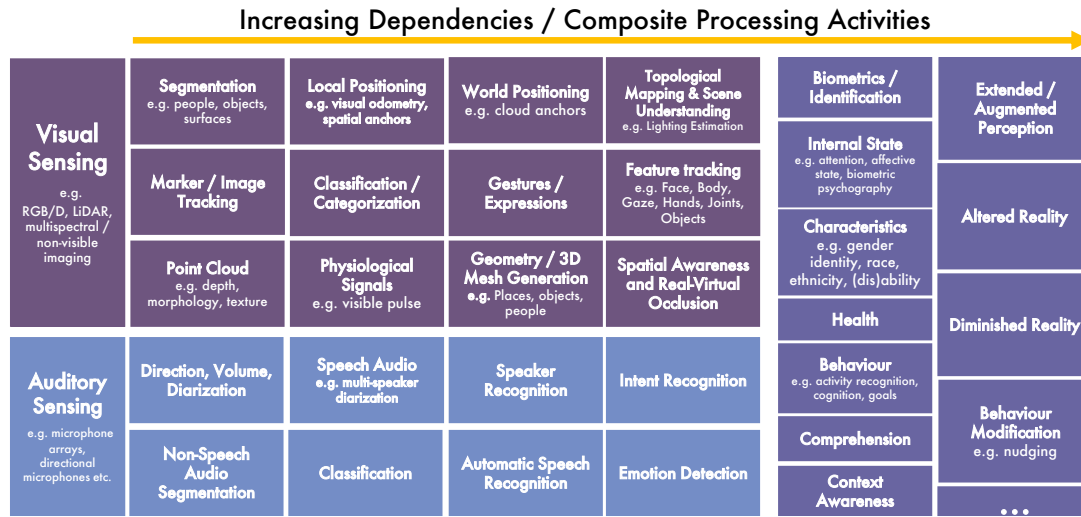 Increasing Dependencies / Composite Processing Activities
Visual
Sensing
e.g.
RGB/D, LiDAR,
multispectral /
non-visible
imaging
Segmentation
e.g. people, objects,
surfaces
Local Positioning
e.g. visual odometry,
spatial anchors
World Positioning
e.g. cloud anchors
Topological
Mapping & Scene
Understanding
e.g. Lighting Estimation
Marker / Image
Tracking
Classification /
Categorization
Gestures /
Expressions
Feature tracking
e.g. Face, Body,
Gaze, Hands, Joints,
Objects
Point Cloud
e.g. depth,
morphology, texture
Physiological
Signals
e.g. visible pulse
Geometry / 3D
Mesh Generation
e.g. Places, objects,
people
Spatial Awareness
and Real-Virtual
Occlusion
Auditory
Sensing
e.g. microphone
arrays,
directional
microphones etc.
Direction, Volume,
Diarization
Speech Audio
e.g. multi-speaker
diarization
Speaker
Recognition
Intent Recognition
Non-Speech
Audio
Segmentation
Classification
Automatic Speech
Recognition
Emotion Detection
Biometrics /
Identification
Internal State
e.g. attention, affective
state, biometric
psychography
Characteristics
e.g. gender
identity, race,
ethnicity, (dis)ability
Health
Behaviour
e.g. activity recognition,
cognition, goals
Comprehension
Context
Awareness
Extended /
Augmented
Perception
Altered Reality
Diminished Reality
Behaviour
Modification
e.g. nudging
...